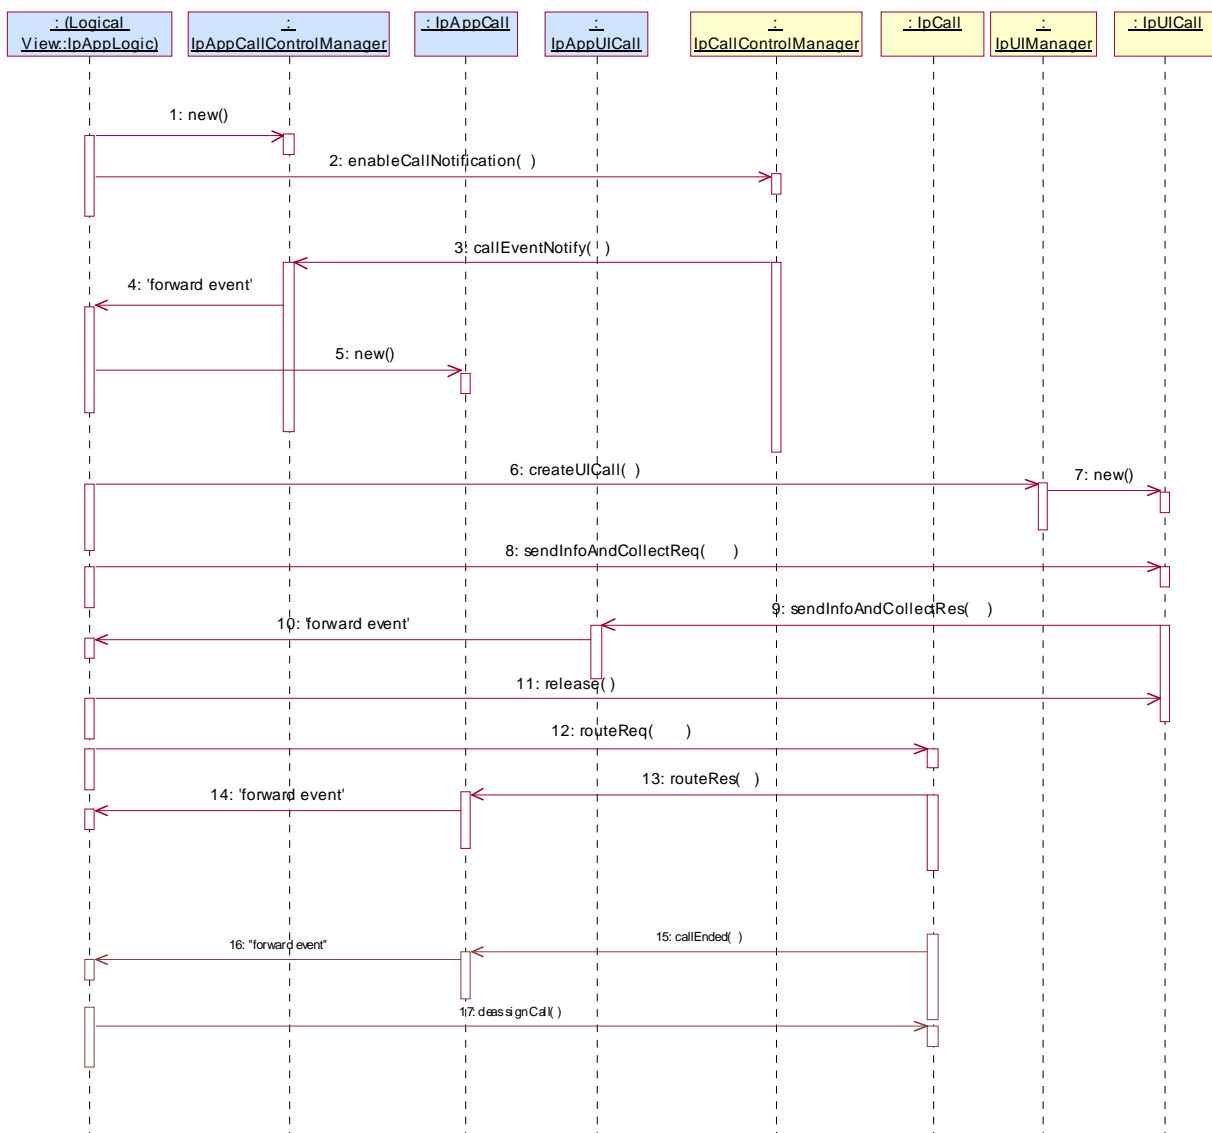 : (Logical
View::IpAppLogic)
:
IpAppCallControlManager
: IpAppCall
:
IpAppUICall
:
IpCallControlManager
: IpCall
:
IpUIManager
: IpUICall
1: new()
2: enableCallNotification( )
3: callEventNotify( )
4: 'forward event'
5: new()
6: createUICall( )
7: new()
8: sendInfoAndCollectReq( )
9: sendInfoAndCollectRes( )
10: 'forward event'
11: release( )
12: routeReq( )
13: routeRes( )
14: 'forward event'
15: callEnded( )
16: "forward event"
17: deassignCall( )